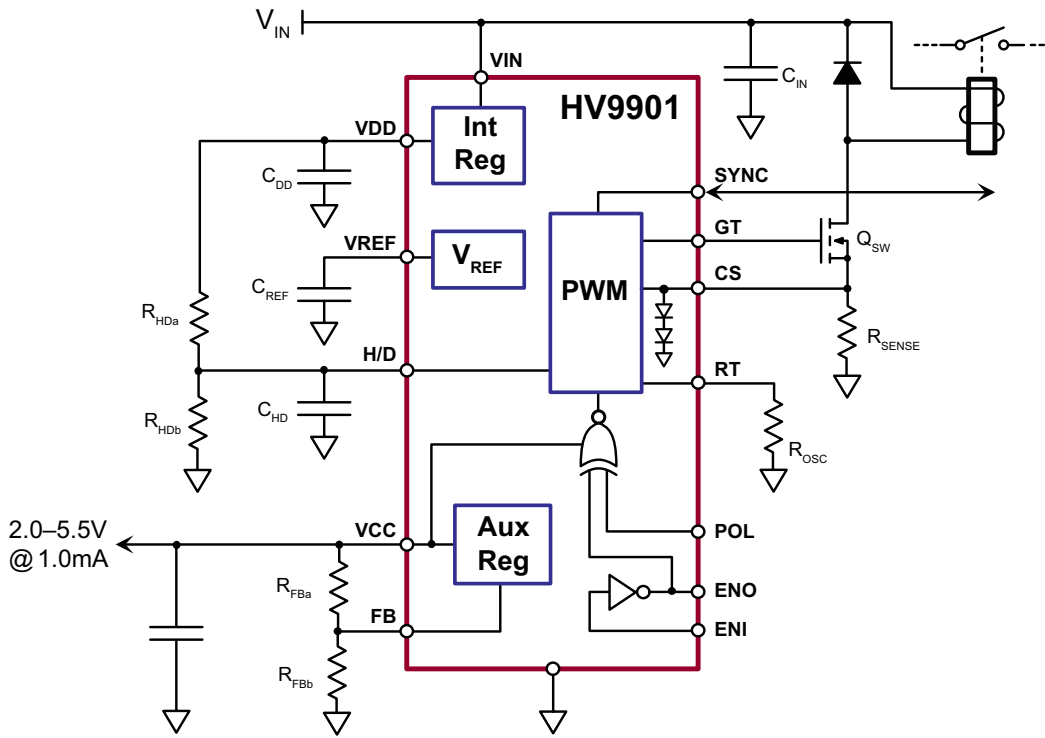 VIN
VIN
HV9901
CIN
VDD
Int
Reg
CDD
SYNC
VREF
VREF
GT
QSW
CREF
PWM
CS
RHDa
RSENSE
H/D
RT
RHDb
CHD
ROSC
2.0–5.5V
@ 1.0mA
VCC
Aux
Reg
POL
RFBa
ENO
FB
ENI
RFBb